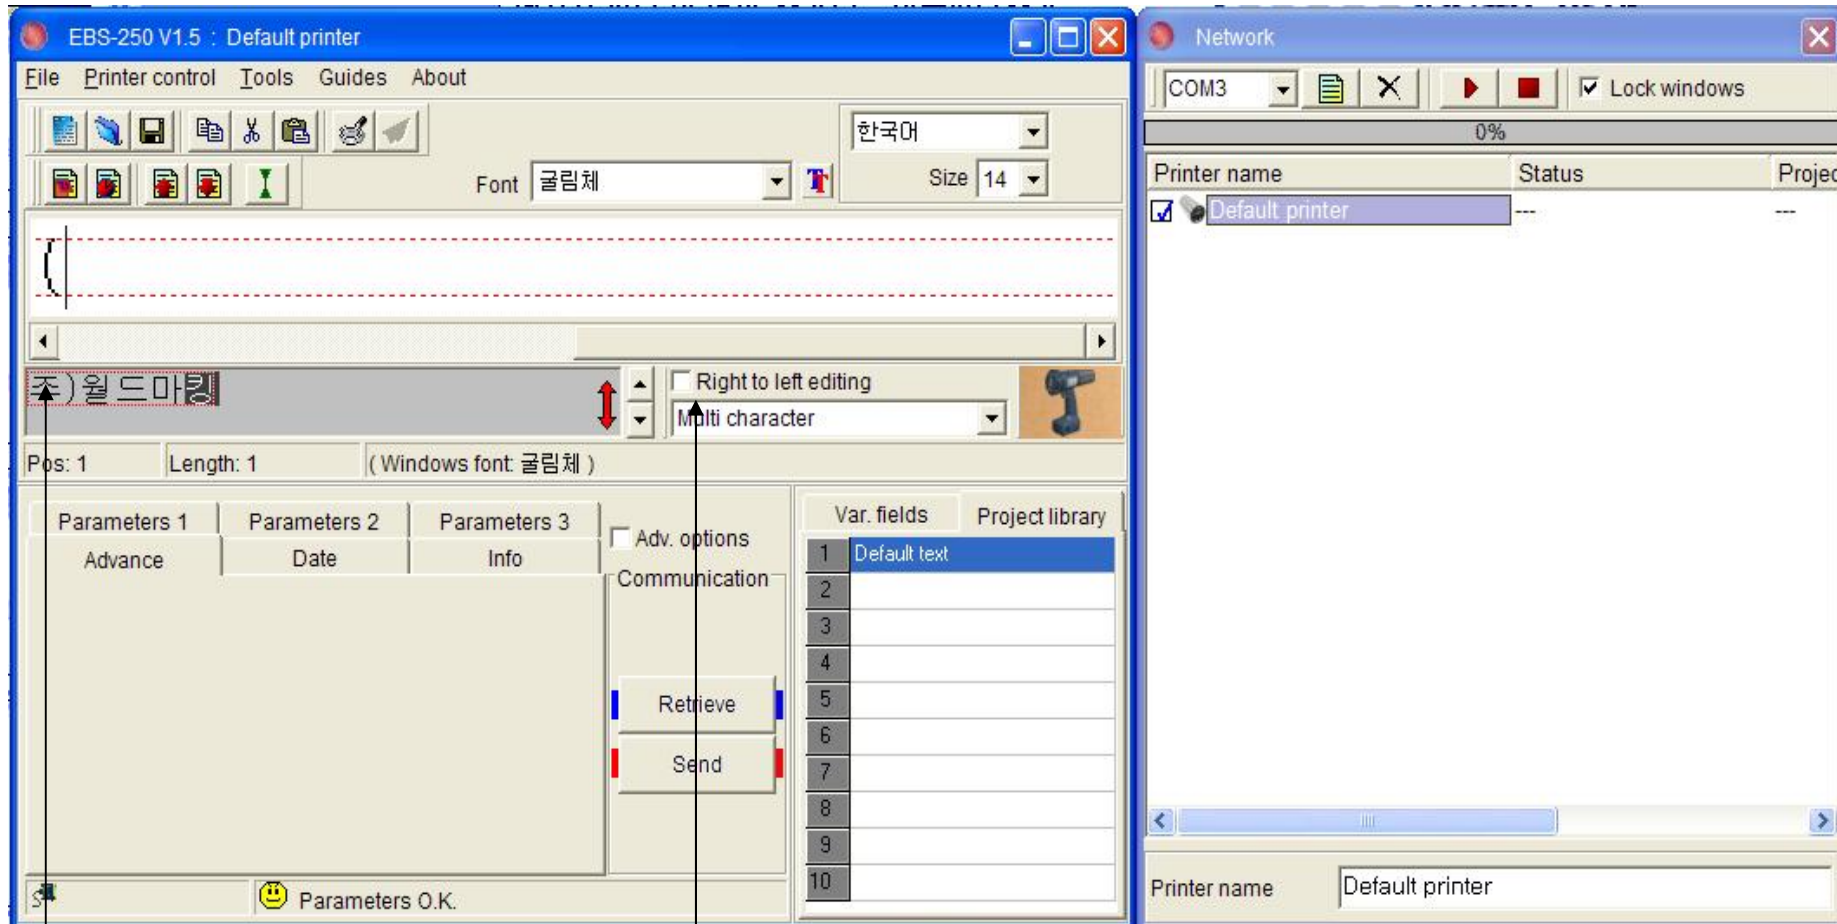 EBS-250 V1.5 : Default printer
File Printer control Tools Guides About
한국어
Font 굴림체
Size 14
(
주)월드마킹
Right to left editing
Multi character
Pos: 1 Length: 1 ( Windows font: 굴림체 )
Parameters 1 Parameters 2 Parameters 3
Advance Date Info
Adv. options
Communication
Retrieve
Send
Var. fields Project library
1 Default text
2
3
4
5
6
7
8
9
10
Parameters O.K.
Network
COM3 Lock windows
0%
Printer name Status Projec
Default printer --- ---
Printer name Default printer